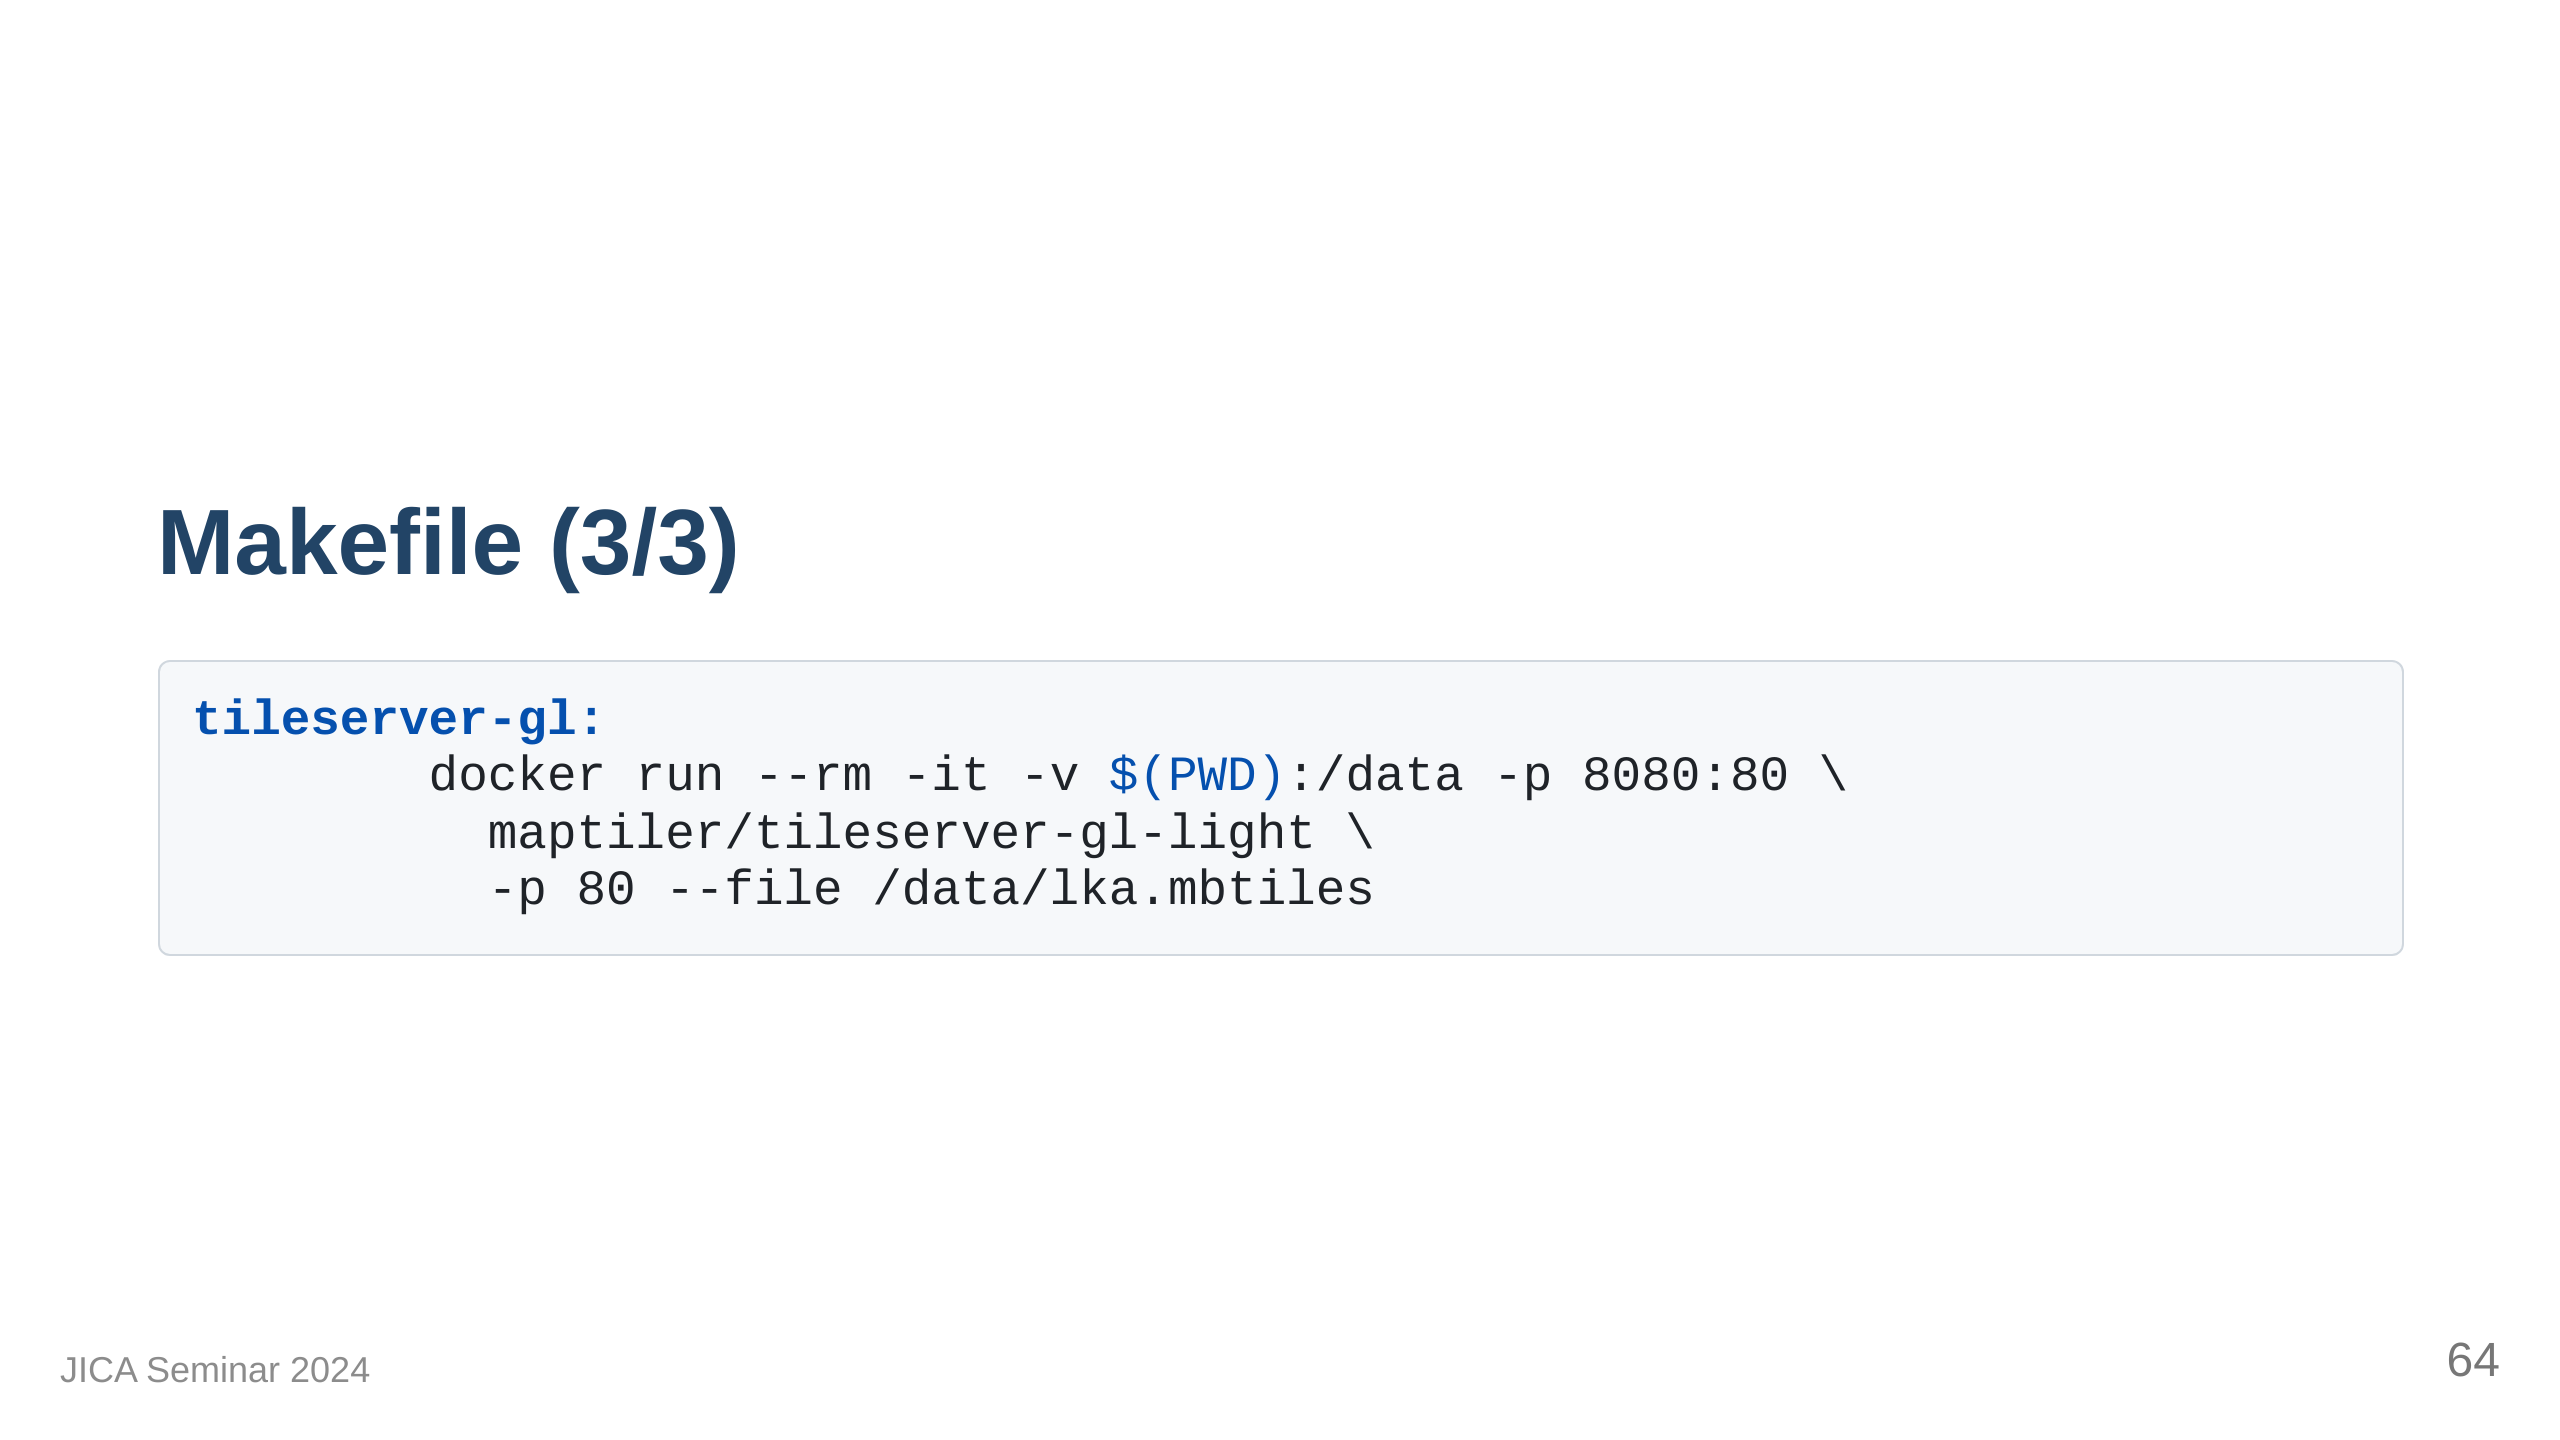 Makefile (3/3)
tileserver-gl:
        docker run --rm -it -v $(PWD):/data -p 8080:80 \
          maptiler/tileserver-gl-light \
          -p 80 --file /data/lka.mbtiles
JICA Seminar 2024
64